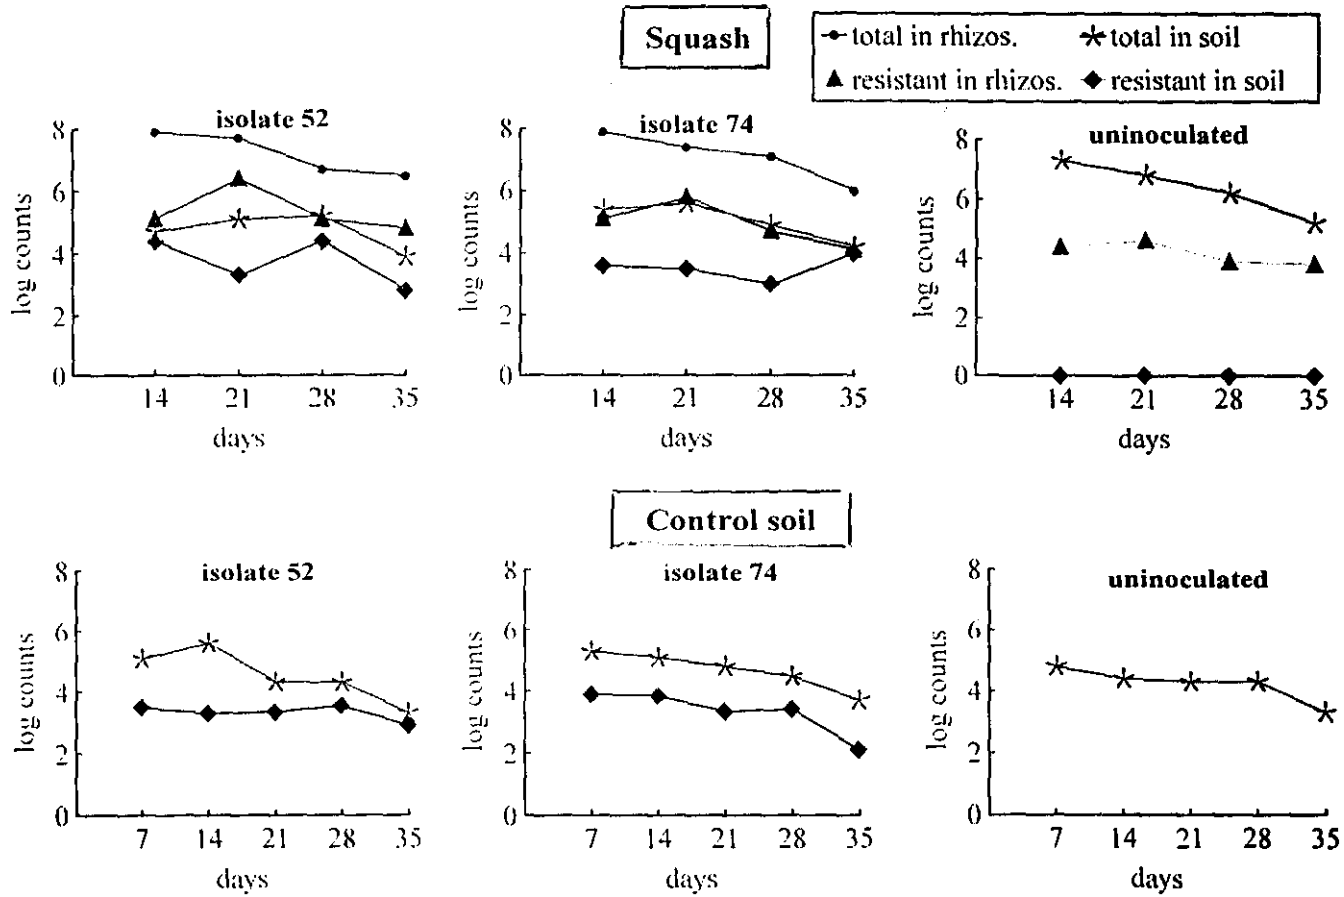 Squash
total in rhizos. total in soil
resistant in rhizos. resistant in soil
isolate 52
8
6
4
2
0
log counts
14 21 28 35
days
isolate 74
8
6
4
2
0
log counts
14 21 28 35
days
uninoculated
8
6
4
2
0
log counts
14 21 28 35
days
Control soil
isolate 52
8
6
4
2
0
log counts
7 14 21 28 35
days
isolate 74
8
6
4
2
0
log counts
7 14 21 28 35
days
uninoculated
8
6
4
2
0
log counts
7 14 21 28 35
days